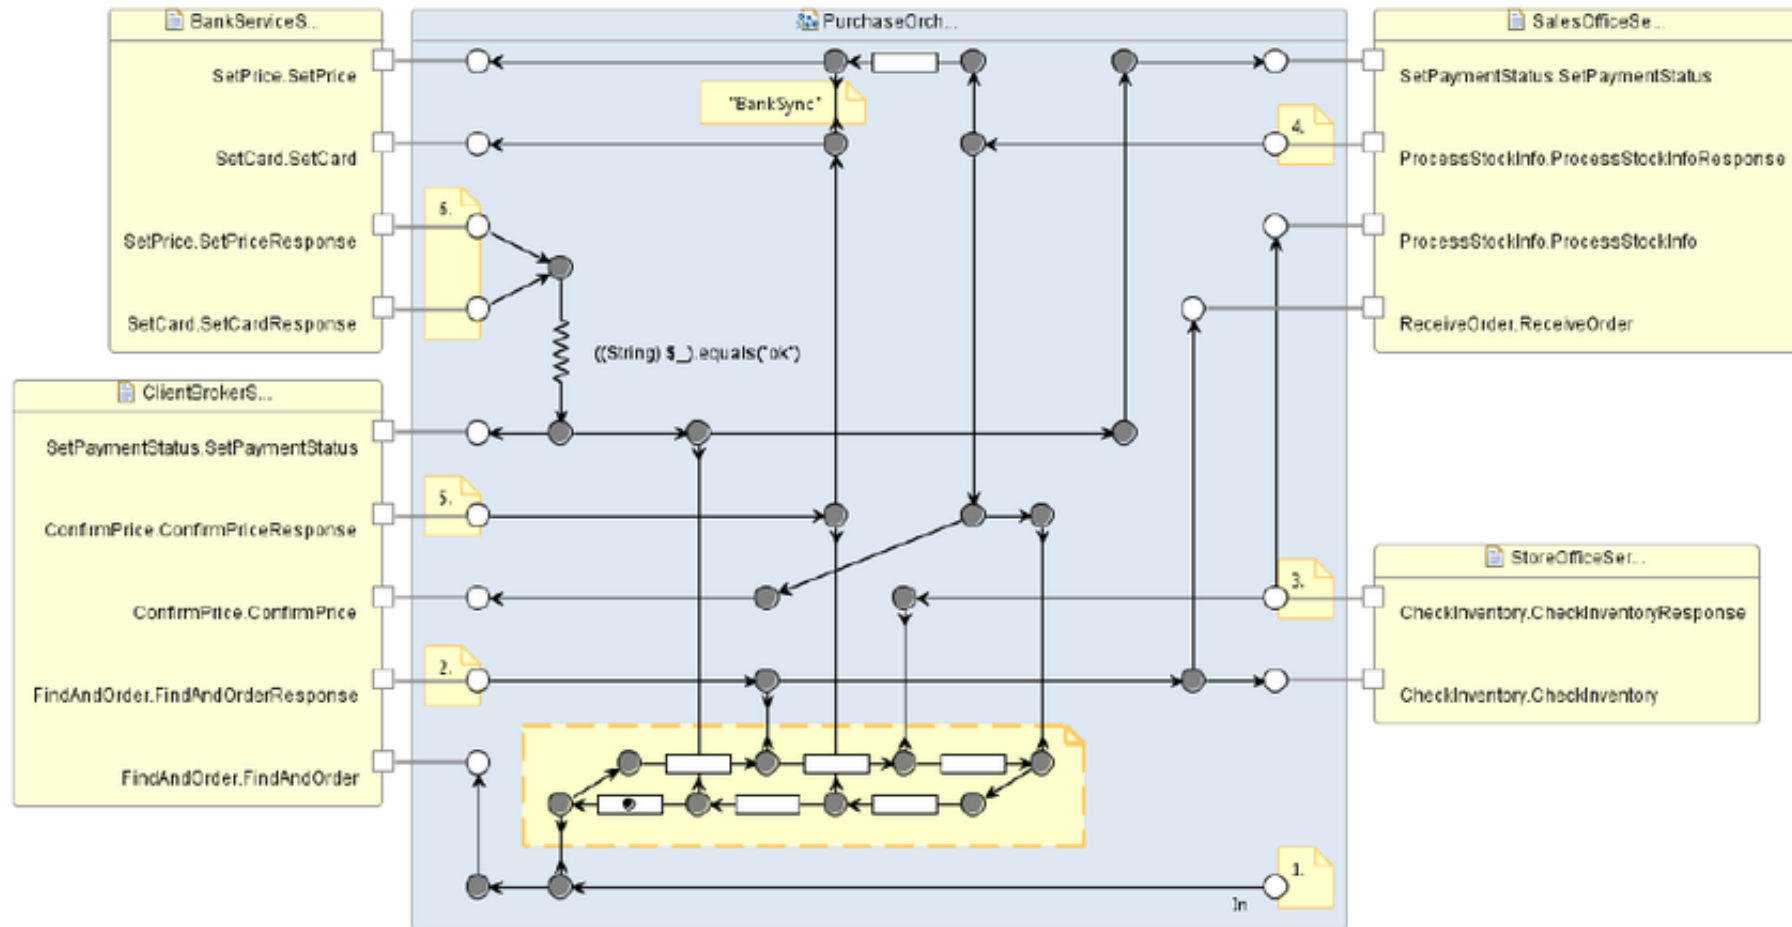 BankServiceS...
SetPrice.SetPrice
SetCard.SetCard
SetPrice.SetPriceResponse
SetCard.SetCardResponse
ClientBrokerS...
SetPaymentStatus.SetPaymentStatus
ConfirmPrice.ConfirmPriceResponse
ConfirmPrice.ConfirmPrice
FindAndOrder.FindAndOrderResponse
FindAndOrder.FindAndOrder
PurchaseOrch...
"BankSync"
6.
((String) $_).equals("ok")
5.
2.
4.
3.
1.
In
SalesOfficeSe...
SetPaymentStatus.SetPaymentStatus
ProcessStockInfo.ProcessStockInfoResponse
ProcessStockInfo.ProcessStockInfo
ReceiveOrder.ReceiveOrder
StoreOfficeSer...
CheckInventory.CheckInventoryResponse
CheckInventory.CheckInventory